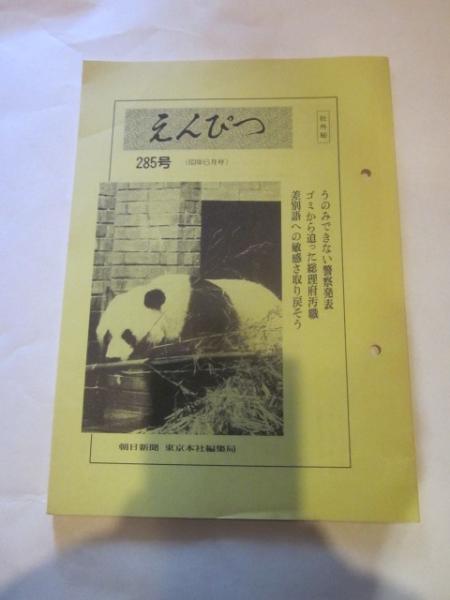 社外秘
えんぴつ
285号
うのみできない警察発表
ゴミから迫った総理府汚職
差別語への敏感さ取り戻そう
朝日新聞 東京本社編集局